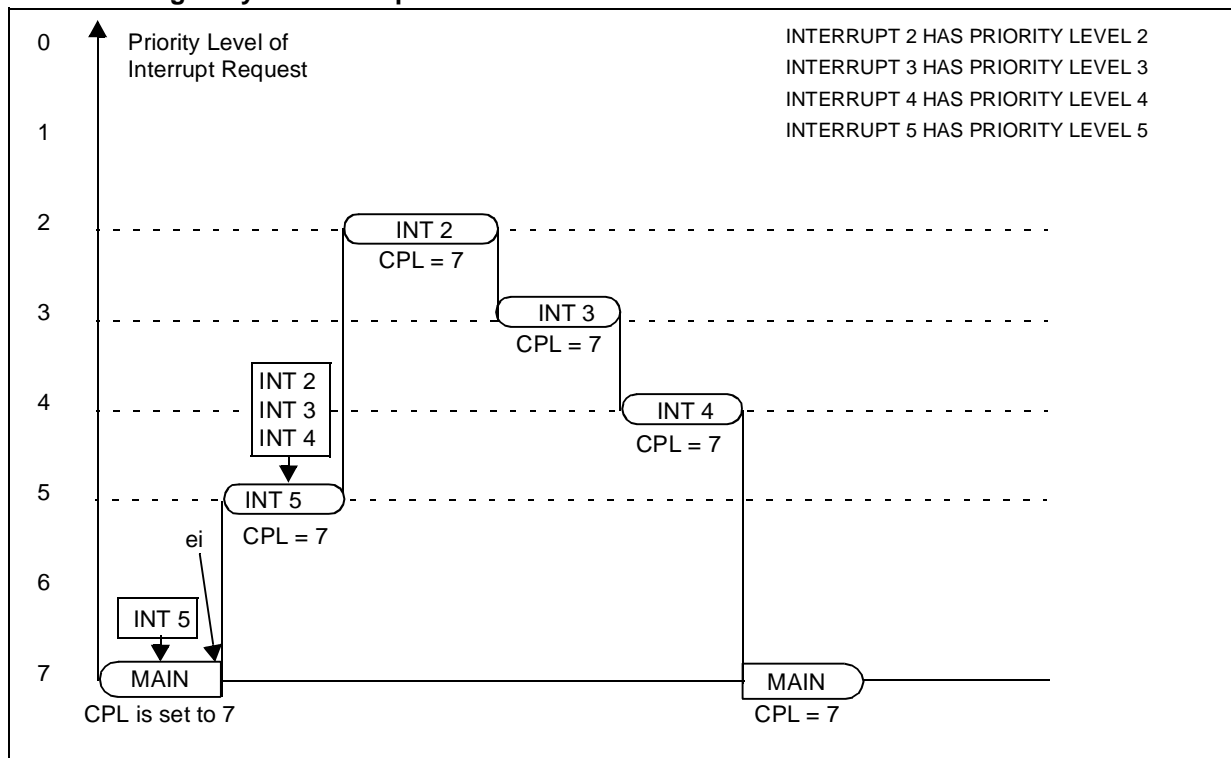 0
Priority Level of
Interrupt Request
INTERRUPT 2 HAS PRIORITY LEVEL 2
INTERRUPT 3 HAS PRIORITY LEVEL 3
INTERRUPT 4 HAS PRIORITY LEVEL 4
INTERRUPT 5 HAS PRIORITY LEVEL 5
1
2
INT 2
CPL = 7
3
INT 3
CPL = 7
INT 2
INT 3
INT 4
4
INT 4
CPL = 7
5
INT 5
CPL = 7
ei
6
INT 5
7
MAIN
CPL is set to 7
MAIN
CPL = 7